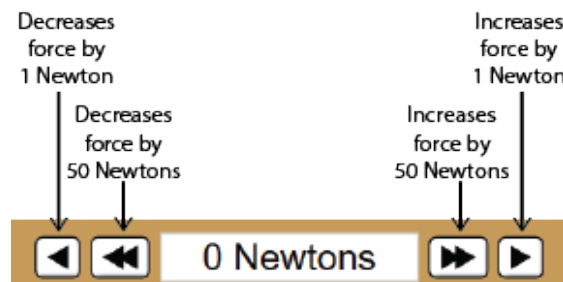 Decreases
force by
1 Newton
Decreases
force by
50 Newtons
Increases
force by
50 Newtons
Increases
force by
1 Newton
0 Newtons